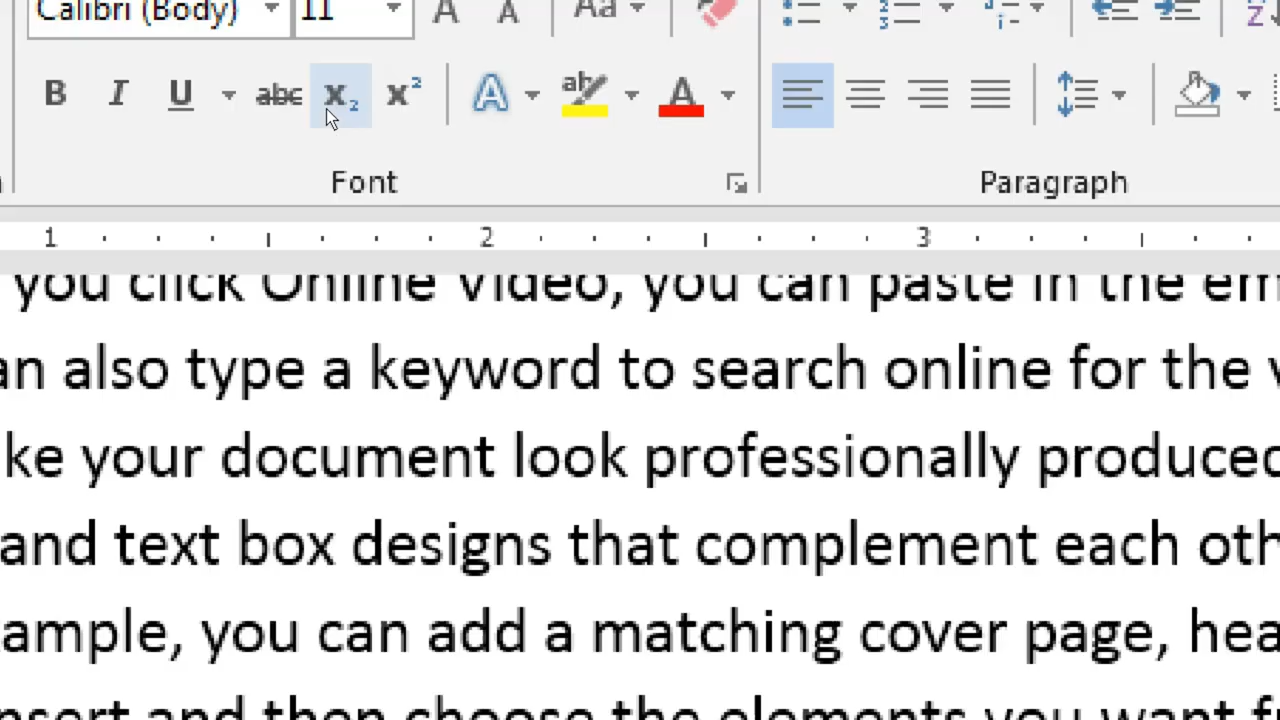 Calibri (Body) 11 A A Aa
B I U abc x₂ x² A ab A
Font Paragraph
1 2 3
you click Online Video, you can paste in the em
an also type a keyword to search online for the
ke your document look professionally produced
and text box designs that complement each oth
ample, you can add a matching cover page, hea
nsert and then choose the elements you want f